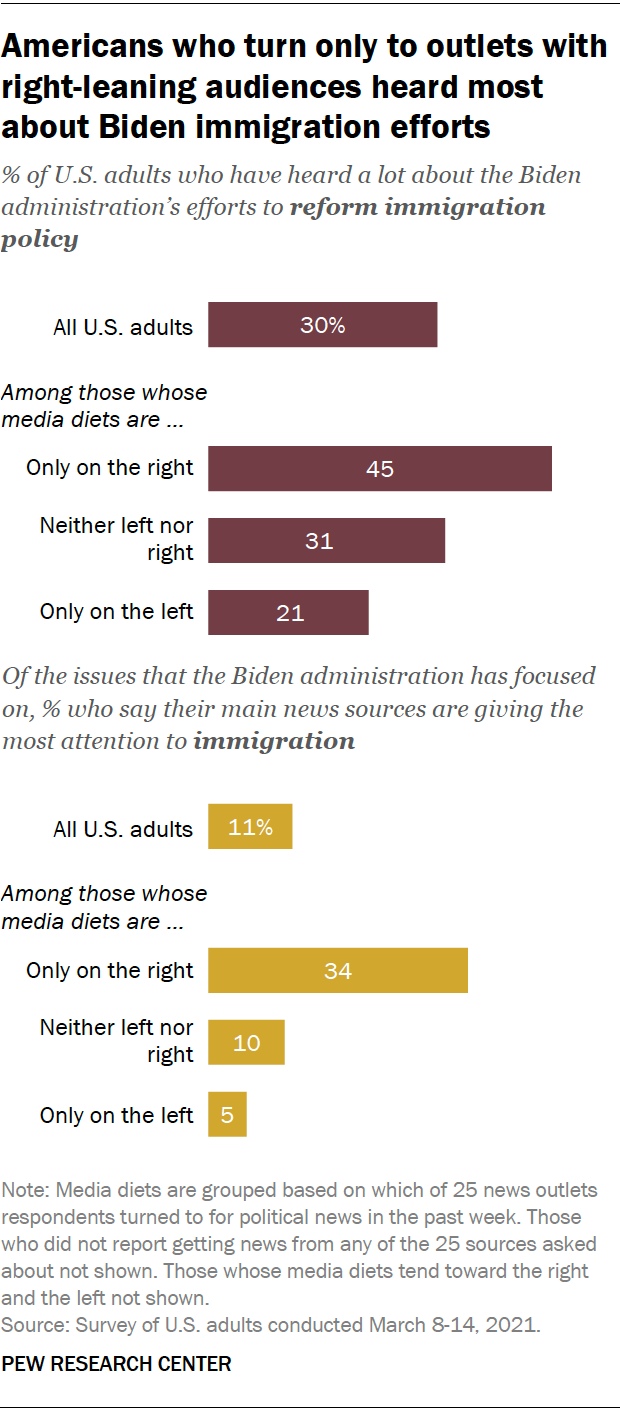 Americans who turn only to outlets with
right-leaning audiences heard most
about Biden immigration efforts
% of U.S. adults who have heard a lot about the Biden
administration’s efforts to reform immigration
policy
All U.S. adults 30%
Among those whose
media diets are ...
Only on the right 45
Neither left nor
right 31
Only on the left 21
Of the issues that the Biden administration has focused
on, % who say their main news sources are giving the
most attention to immigration
All U.S. adults 11%
Among those whose
media diets are ...
Only on the right 34
Neither left nor
right 10
Only on the left 5
Note: Media diets are grouped based on which of 25 news outlets
respondents turned to for political news in the past week. Those
who did not report getting news from any of the 25 sources asked
about not shown. Those whose media diets tend toward the right
and the left not shown.
Source: Survey of U.S. adults conducted March 8-14, 2021.
PEW RESEARCH CENTER